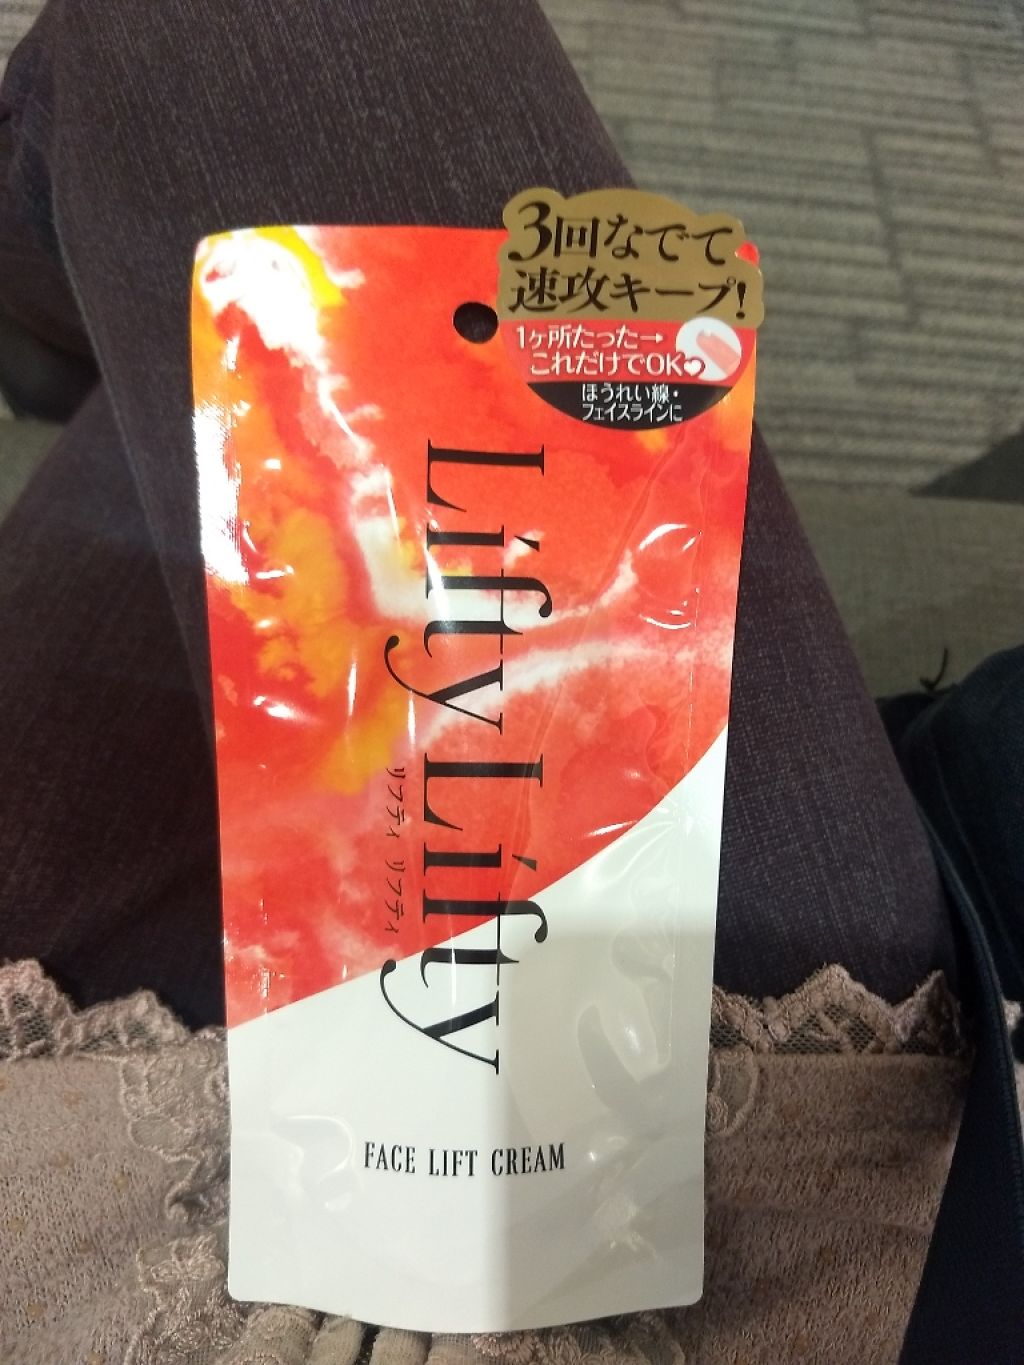 3回なでて
速攻キープ!
1ヶ所たった→
これだけでOK♥
ほうれい線・
フェイスラインに
Lifty Lifty
リフティ リフティ
FACE LIFT CREAM